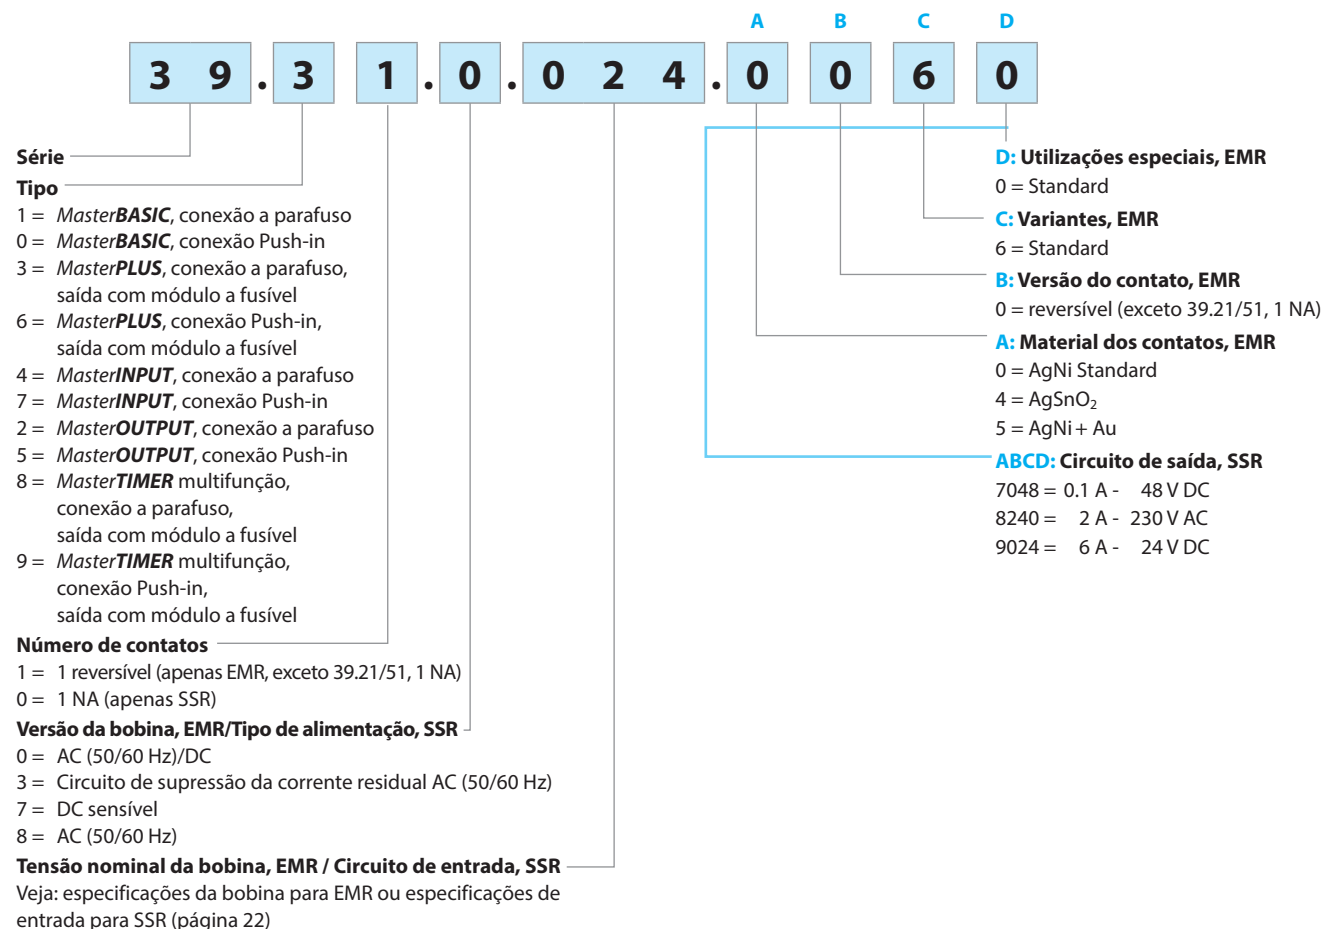 A B C D
3 9 . 3 1 . 0 . 0 2 4 . 0 0 6 0
Série
Tipo
1 = MasterBASIC, conexão a parafuso
0 = MasterBASIC, conexão Push-in
3 = MasterPLUS, conexão a parafuso,
saída com módulo a fusível
6 = MasterPLUS, conexão Push-in,
saída com módulo a fusível
4 = MasterINPUT, conexão a parafuso
7 = MasterINPUT, conexão Push-in
2 = MasterOUTPUT, conexão a parafuso
5 = MasterOUTPUT, conexão Push-in
8 = MasterTIMER multifunção,
conexão a parafuso,
saída com módulo a fusível
9 = MasterTIMER multifunção,
conexão Push-in,
saída com módulo a fusível
Número de contatos
1 = 1 reversível (apenas EMR, exceto 39.21/51, 1 NA)
0 = 1 NA (apenas SSR)
Versão da bobina, EMR/Tipo de alimentação, SSR
0 = AC (50/60 Hz)/DC
3 = Circuito de supressão da corrente residual AC (50/60 Hz)
7 = DC sensível
8 = AC (50/60 Hz)
Tensão nominal da bobina, EMR / Circuito de entrada, SSR
Veja: especificações da bobina para EMR ou especificações de
entrada para SSR (página 22)
D: Utilizações especiais, EMR
0 = Standard
C: Variantes, EMR
6 = Standard
B: Versão do contato, EMR
0 = reversível (exceto 39.21/51, 1 NA)
A: Material dos contatos, EMR
0 = AgNi Standard
4 = AgSnO₂
5 = AgNi + Au
ABCD: Circuito de saída, SSR
7048 = 0.1 A - 48 V DC
8240 = 2 A - 230 V AC
9024 = 6 A - 24 V DC